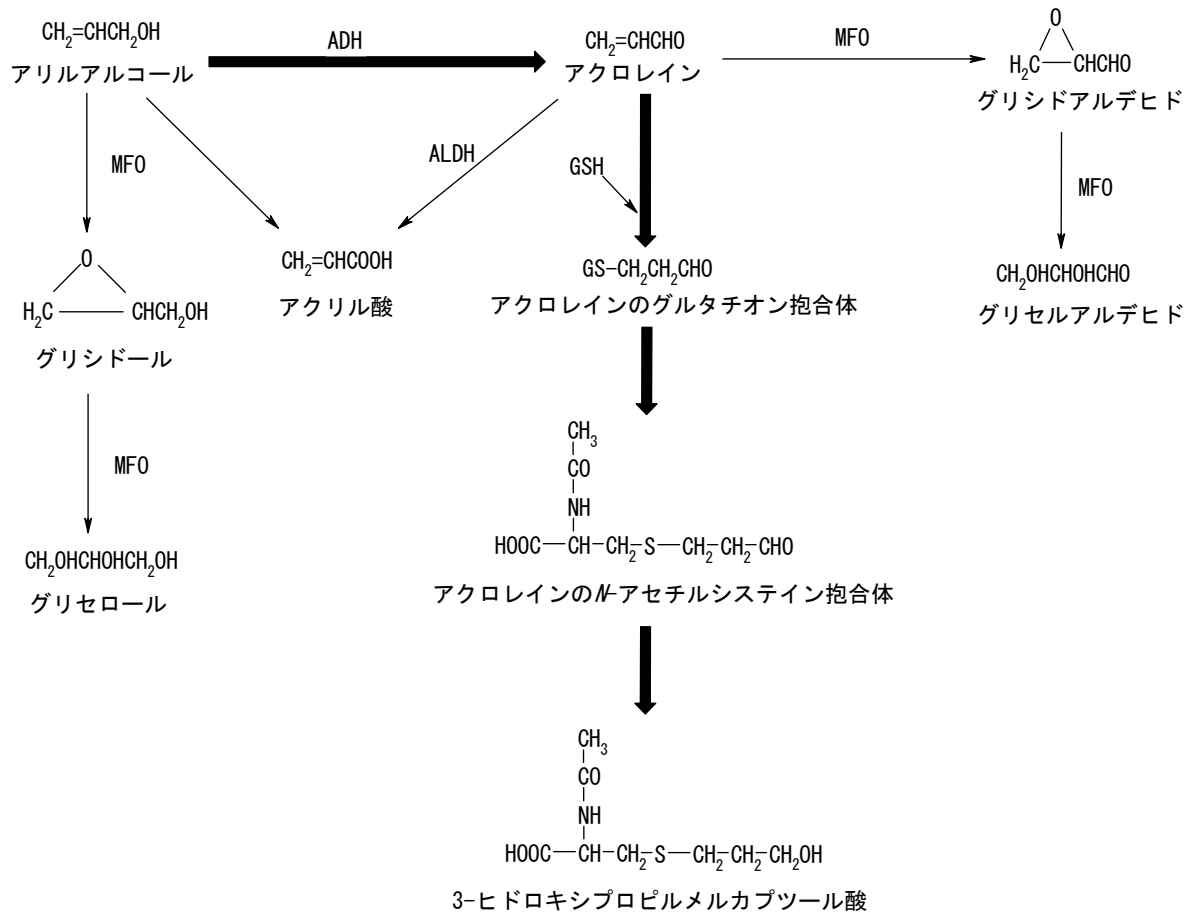 CH₂=CHCH₂OH
アリルアルコール
ADH
CH₂=CHCHO
アクロレイン
MFO
O
H₂C
CHCHO
グリシドアルデヒド
MFO
ALDH
GSH
MFO
O
H₂C
CHCH₂OH
グリシドール
CH₂=CHCOOH
アクリル酸
GS-CH₂CH₂CHO
アクロレインのグルタチオン抱合体
CH₂OHCHOHCHO
グリセルアルデヒド
MFO
CH₂OHCHOHCH₂OH
グリセロール
CH₃
CO
NH
HOOC-CH-CH₂-S-CH₂-CH₂-CHO
アクロレインのN-アセチルシステイン抱合体
CH₃
CO
NH
HOOC-CH-CH₂-S-CH₂-CH₂-CH₂OH
3-ヒドロキシプロピルメルカプツール酸